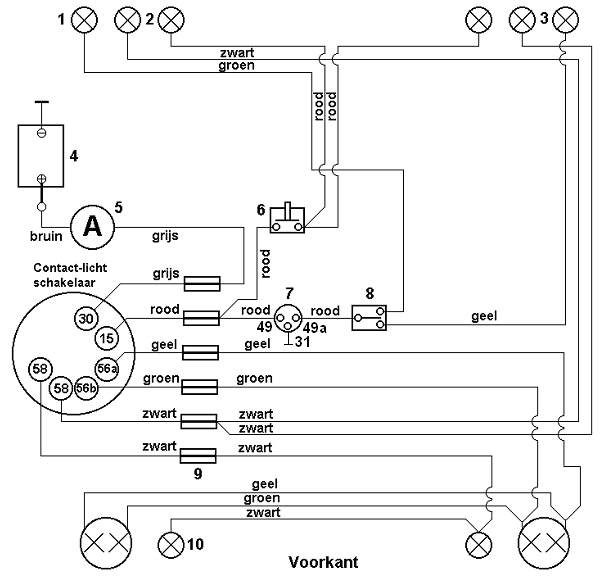 1
2
3
zwart
groen
rood
rood
4
5
A
bruin
grijs
6
rood
Contact-licht
schakelaar
grijs
7
8
30
rood
rood
rood
geel
15
49
49a
31
geel
geel
58
56a
58
56b
groen
groen
zwart
zwart
zwart
zwart
zwart
9
geel
groen
zwart
10
Voorkant